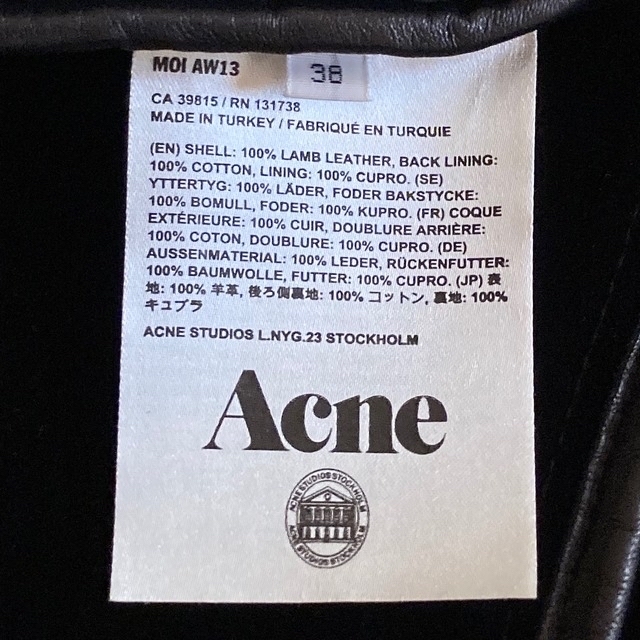 MOI AW13
38
CA 39815 / RN 131738
MADE IN TURKEY / FABRIQUÉ EN TURQUIE
(EN) SHELL: 100% LAMB LEATHER, BACK LINING:
100% COTTON, LINING: 100% CUPRO. (SE)
YTTERTYG: 100% LÄDER, FODER BAKSTYCKE:
100% BOMULL, FODER: 100% KUPRO. (FR) COQUE
EXTÉRIEURE: 100% CUIR, DOUBLURE ARRIÈRE:
100% COTON, DOUBLURE: 100% CUPRO. (DE)
AUSSENMATERIAL: 100% LEDER, RÜCKENFUTTER:
100% BAUMWOLLE, FUTTER: 100% CUPRO. (JP) 表
地: 100% 羊革, 後ろ側裏地: 100% コットン, 裏地: 100%
キュプラ
ACNE STUDIOS L.NYG.23 STOCKHOLM
Acne
ACNE STUDIOS STOCKHOLM
ACNE STUDIOS STOCKHOLM